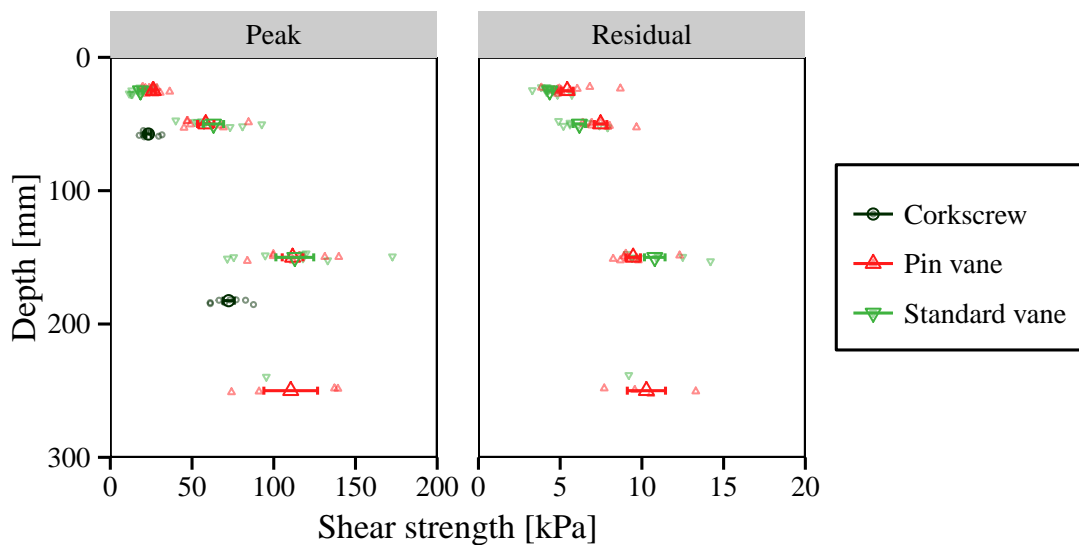 Peak
Residual
0
100
200
300
Depth [mm]
0
50
100
150
200
0
5
10
15
20
Shear strength [kPa]
Corkscrew
Pin vane
Standard vane